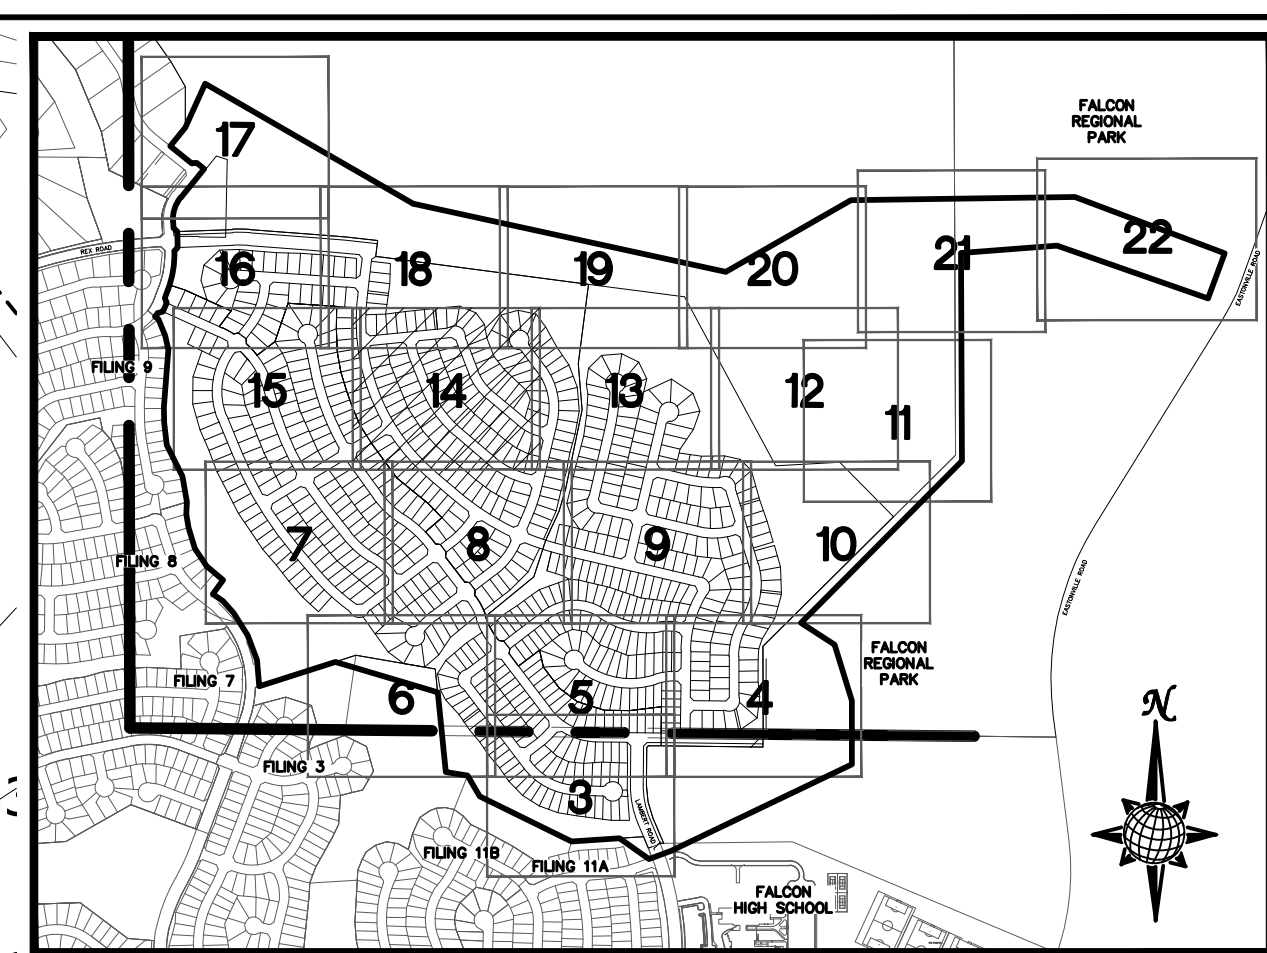 FALCON
REGIONAL
PARK
17
22
21
REX ROAD
16
18
19
20
EASTONVILLE ROAD
FILING 9
15
14
13
12
11
7
8
9
10
FILING 8
EASTONVILLE ROAD
FALCON
REGIONAL
PARK
FILING 7
6
5
4
N
FILING 3
3
LAMBERT ROAD
FILING 11B
FILING 11A
FALCON
HIGH SCHOOL